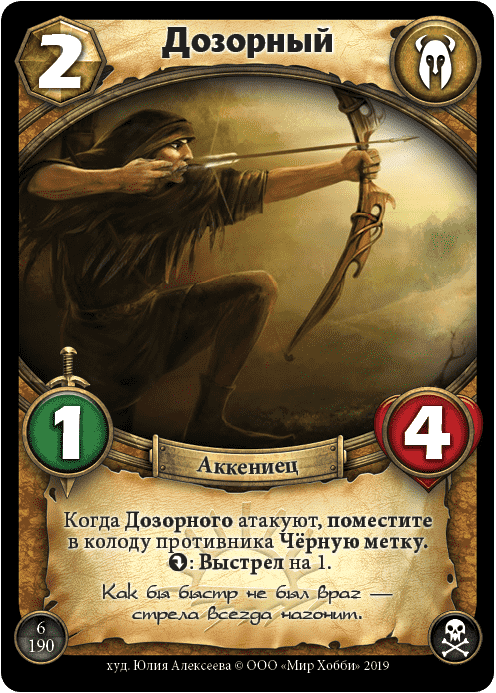 2
Дозорный
1
4
Аккениец
Когда Дозорного атакуют, поместите
в колоду противника Чёрную метку.
: Выстрел на 1.
Как бы быстр не был враг —
стрела всегда нагонит.
6
190
худ. Юлия Алексеева © ООО «Мир Хобби» 2019